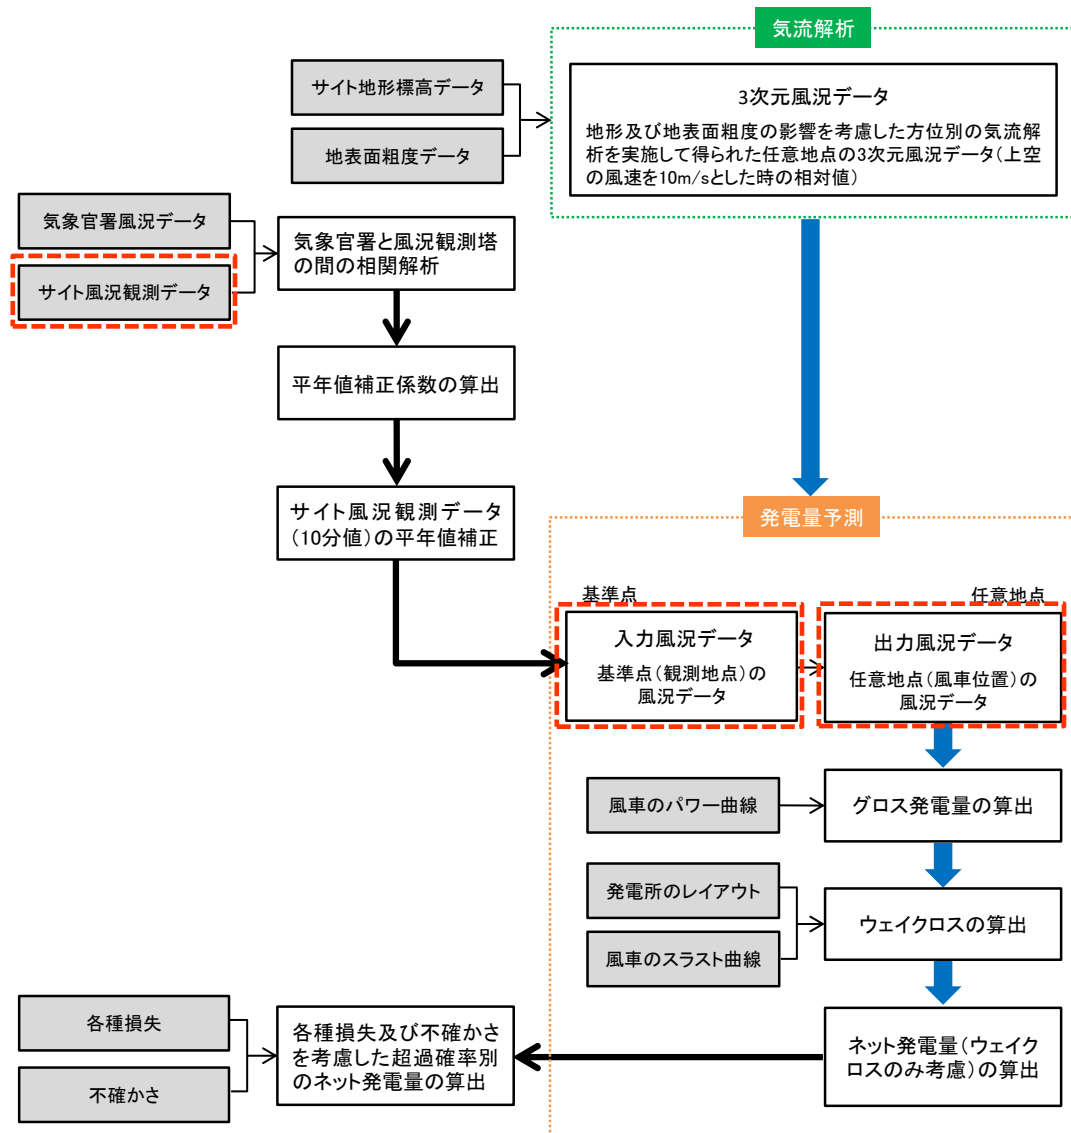 気流解析
サイト地形標高データ
地表面粗度データ
3次元風況データ
地形及び地表面粗度の影響を考慮した方位別の気流解
析を実施して得られた任意地点の3次元風況データ(上空
の風速を10m/sとした時の相対値)
気象官署風況データ
サイト風況観測データ
気象官署と風況観測塔
の間の相関解析
平年値補正係数の算出
サイト風況観測データ
(10分値)の平年値補正
発電量予測
基準点
任意地点
入力風況データ
基準点(観測地点)の
風況データ
出力風況データ
任意地点(風車位置)の
風況データ
風車のパワー曲線
グロス発電量の算出
発電所のレイアウト
風車のスラスト曲線
ウェイクロスの算出
各種損失
不確かさ
各種損失及び不確かさ
を考慮した超過確率別
のネット発電量の算出
ネット発電量(ウェイク
ロスのみ考慮)の算出